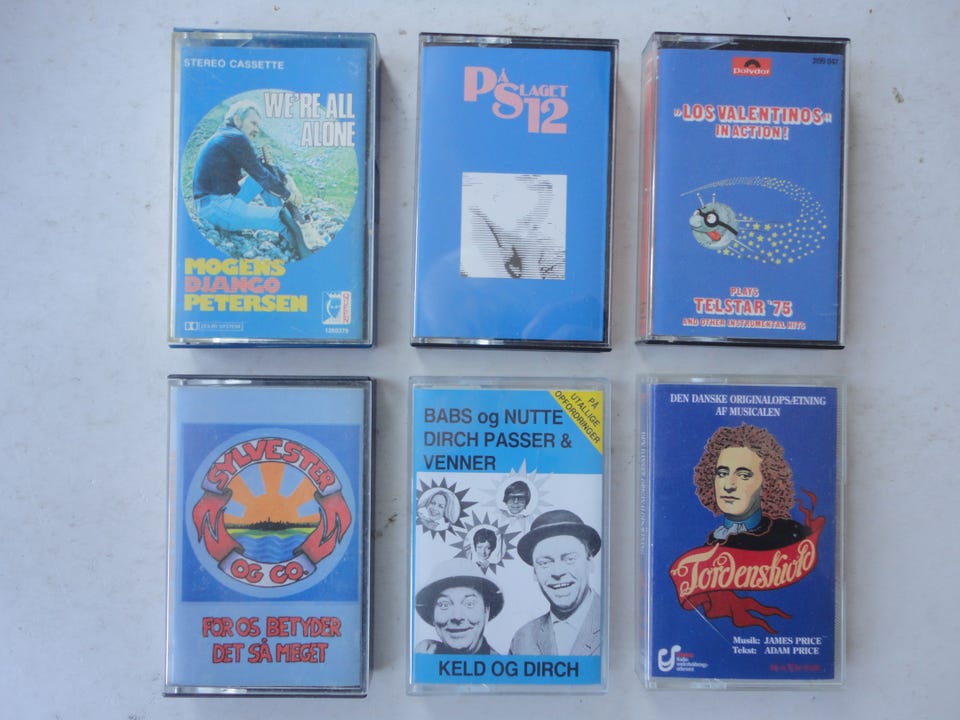 STEREO CASSETTE
WE'RE ALL
ALONE
MOGENS
DJANGO
PETERSEN
DOLBY SYSTEM
QUEEN
PÅ
SLAGET
12
Polydor
»LOS VALENTINOS«
IN ACTION!
PLAYS
TELSTAR '75
AND OTHER INSTRUMENTAL HITS
SYLVESTER
OG CO.
FOR OS BETYDER
DET SÅ MEGET
PÅ
UTALLIGE
OPFORDRINGER
BABS og NUTTE
DIRCH PASSER &
VENNER
KELD OG DIRCH
DEN DANSKE ORIGINALOPSÆTNING
AF MUSICALEN
Tordenskiold
Musik: JAMES PRICE
Tekst: ADAM PRICE